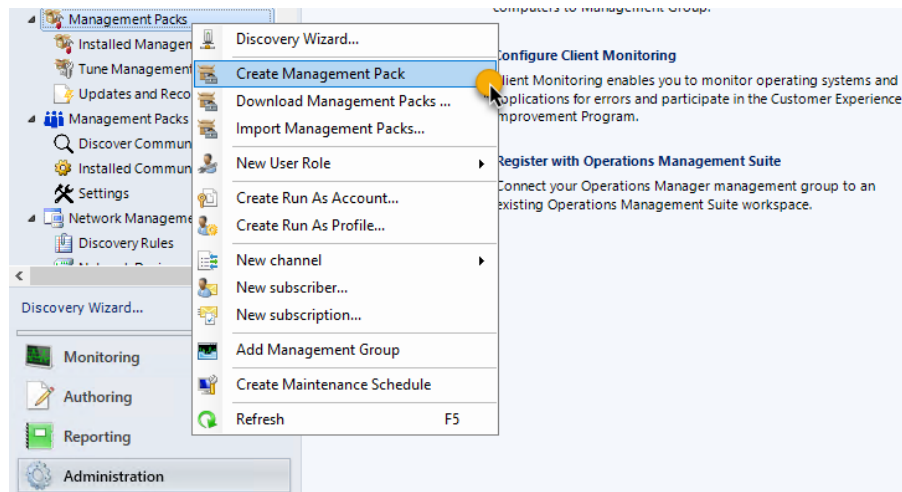 Management Packs
Installed Managen
Tune Management
Updates and Reco
Management Packs
Discover Commun
Installed Commun
Settings
Network Manageme
Discovery Rules
Discovery Wizard...
Monitoring
Authoring
Reporting
Administration
Discovery Wizard...
Create Management Pack
Download Management Packs ...
Import Management Packs...
New User Role
Create Run As Account...
Create Run As Profile...
New channel
New subscriber...
New subscription...
Add Management Group
Create Maintenance Schedule
Refresh F5
computers to Management Group.
Configure Client Monitoring
Client Monitoring enables you to monitor operating systems and
applications for errors and participate in the Customer Experience
Improvement Program.
Register with Operations Management Suite
Connect your Operations Manager management group to an
existing Operations Management Suite workspace.